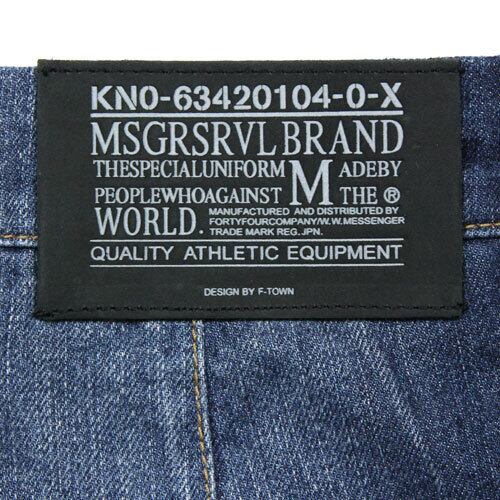 KNO-63420104-0-X
MSGRSRVL BRAND
THESPECIALUNIFORM M ADEBY
PEOPLEWHOAGAINST THE ®
WORLD. MANUFACTURED AND DISTRIBUTED BY
FORTYFOURCOMPANY/W.W.MESSENGER
TRADE MARK REG.JPN.
QUALITY ATHLETIC EQUIPMENT
DESIGN BY F-TOWN